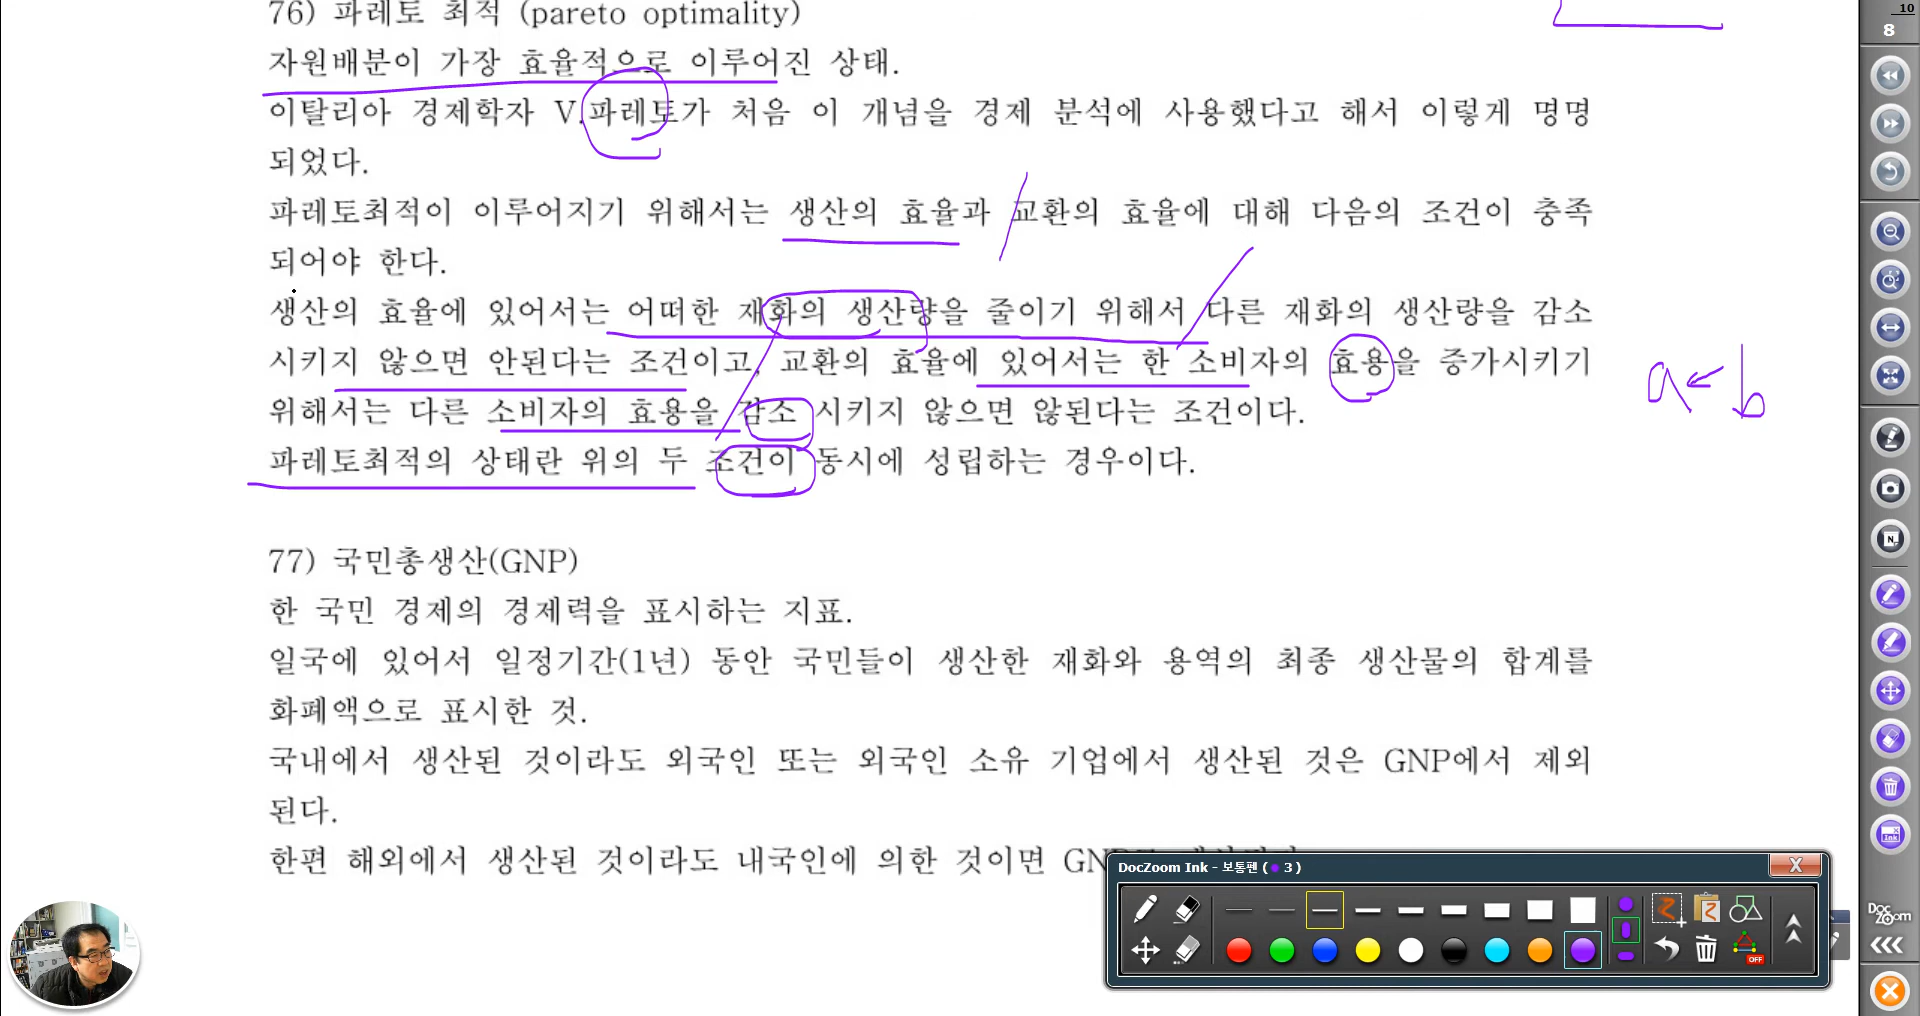 76) 파레토 최적 (pareto optimality)
자원배분이 가장 효율적으로 이루어진 상태.
이탈리아 경제학자 V.파레토가 처음 이 개념을 경제 분석에 사용했다고 해서 이렇게 명명
되었다.
파레토최적이 이루어지기 위해서는 생산의 효율과 교환의 효율에 대해 다음의 조건이 충족
되어야 한다.
생산의 효율에 있어서는 어떠한 재화의 생산량을 줄이기 위해서 다른 재화의 생산량을 감소
시키지 않으면 안된다는 조건이고, 교환의 효율에 있어서는 한 소비자의 효용을 증가시키기
위해서는 다른 소비자의 효용을 감소 시키지 않으면 않된다는 조건이다.
파레토최적의 상태란 위의 두 조건이 동시에 성립하는 경우이다.
a ← b
77) 국민총생산(GNP)
한 국민 경제의 경제력을 표시하는 지표.
일국에 있어서 일정기간(1년) 동안 국민들이 생산한 재화와 용역의 최종 생산물의 합계를
화폐액으로 표시한 것.
국내에서 생산된 것이라도 외국인 또는 외국인 소유 기업에서 생산된 것은 GNP에서 제외
된다.
한편 해외에서 생산된 것이라도 내국인에 의한 것이면
DocZoom Ink - 보통펜 ( 3 )
X
OFF
10
8
N
Ink
Doc
Zoom